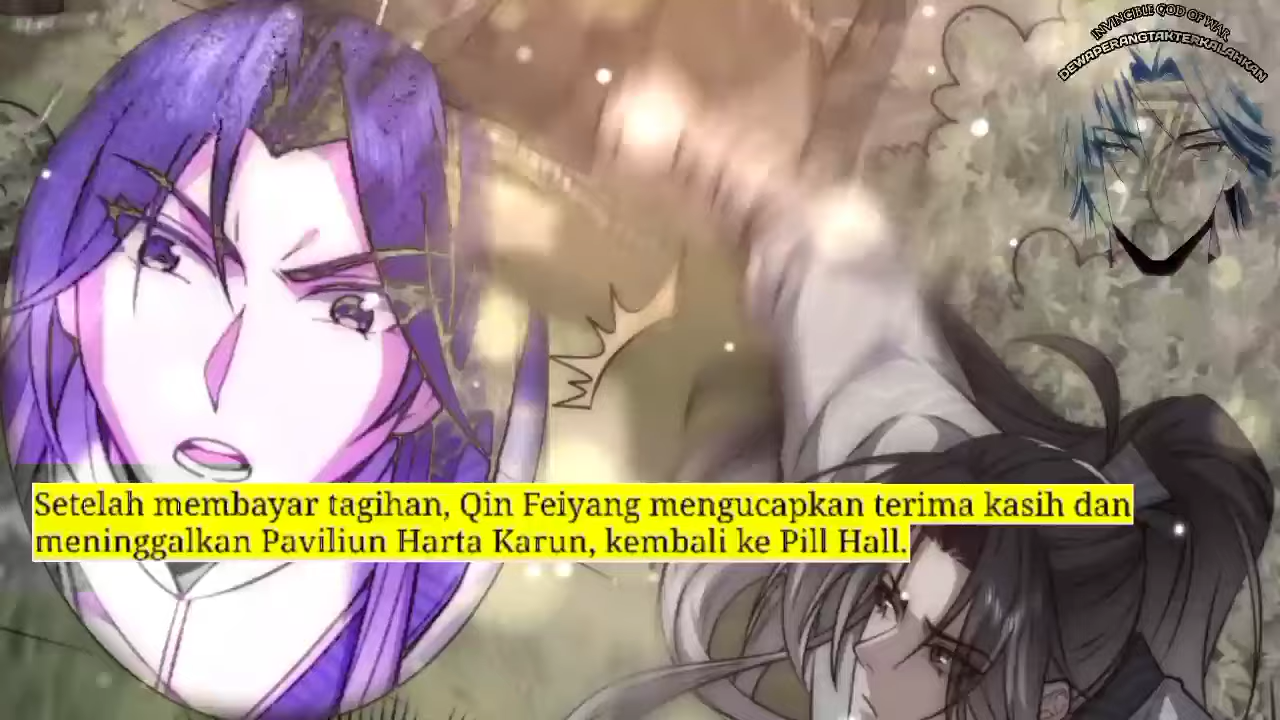 INVINCIBLE GOD OF WAR
DEWAPERANGTAKTERKALAHKAN
Setelah membayar tagihan, Qin Feiyang mengucapkan terima kasih dan
meninggalkan Paviliun Harta Karun, kembali ke Pill Hall.